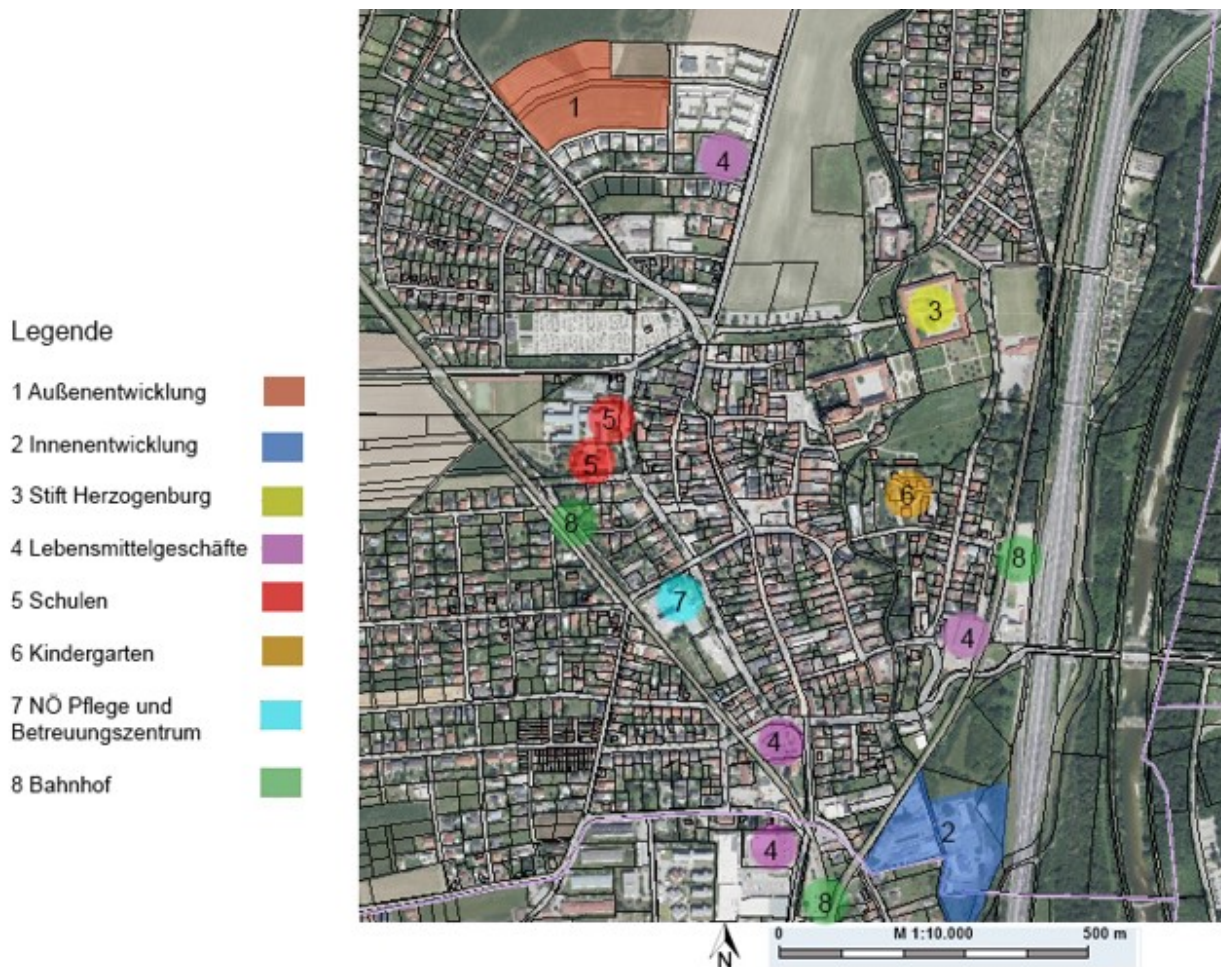 Legende
1 Außenentwicklung
2 Innenentwicklung
3 Stift Herzogenburg
4 Lebensmittelgeschäfte
5 Schulen
6 Kindergarten
7 NÖ Pflege und
Betreuungszentrum
8 Bahnhof
1
4
3
5
5
6
8
8
7
4
4
2
4
8
N
0 M 1:10.000 500 m